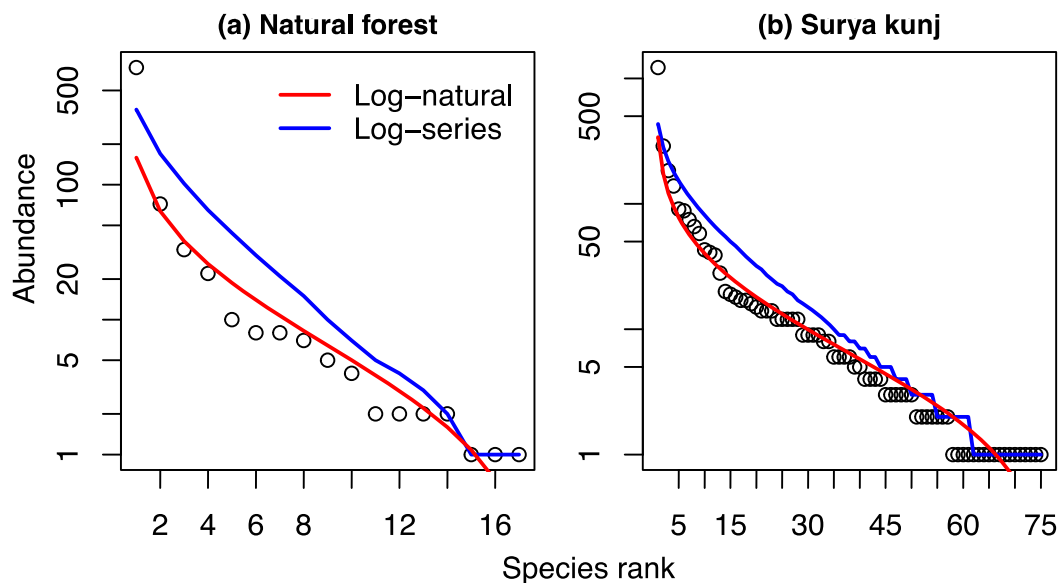 (a) Natural forest
(b) Surya kunj
Log−natural
Log−series
Abundance
500
100
20
5
1
2 4 6 8 12 16
500
50
5
1
5 15 30 45 60 75
Species rank